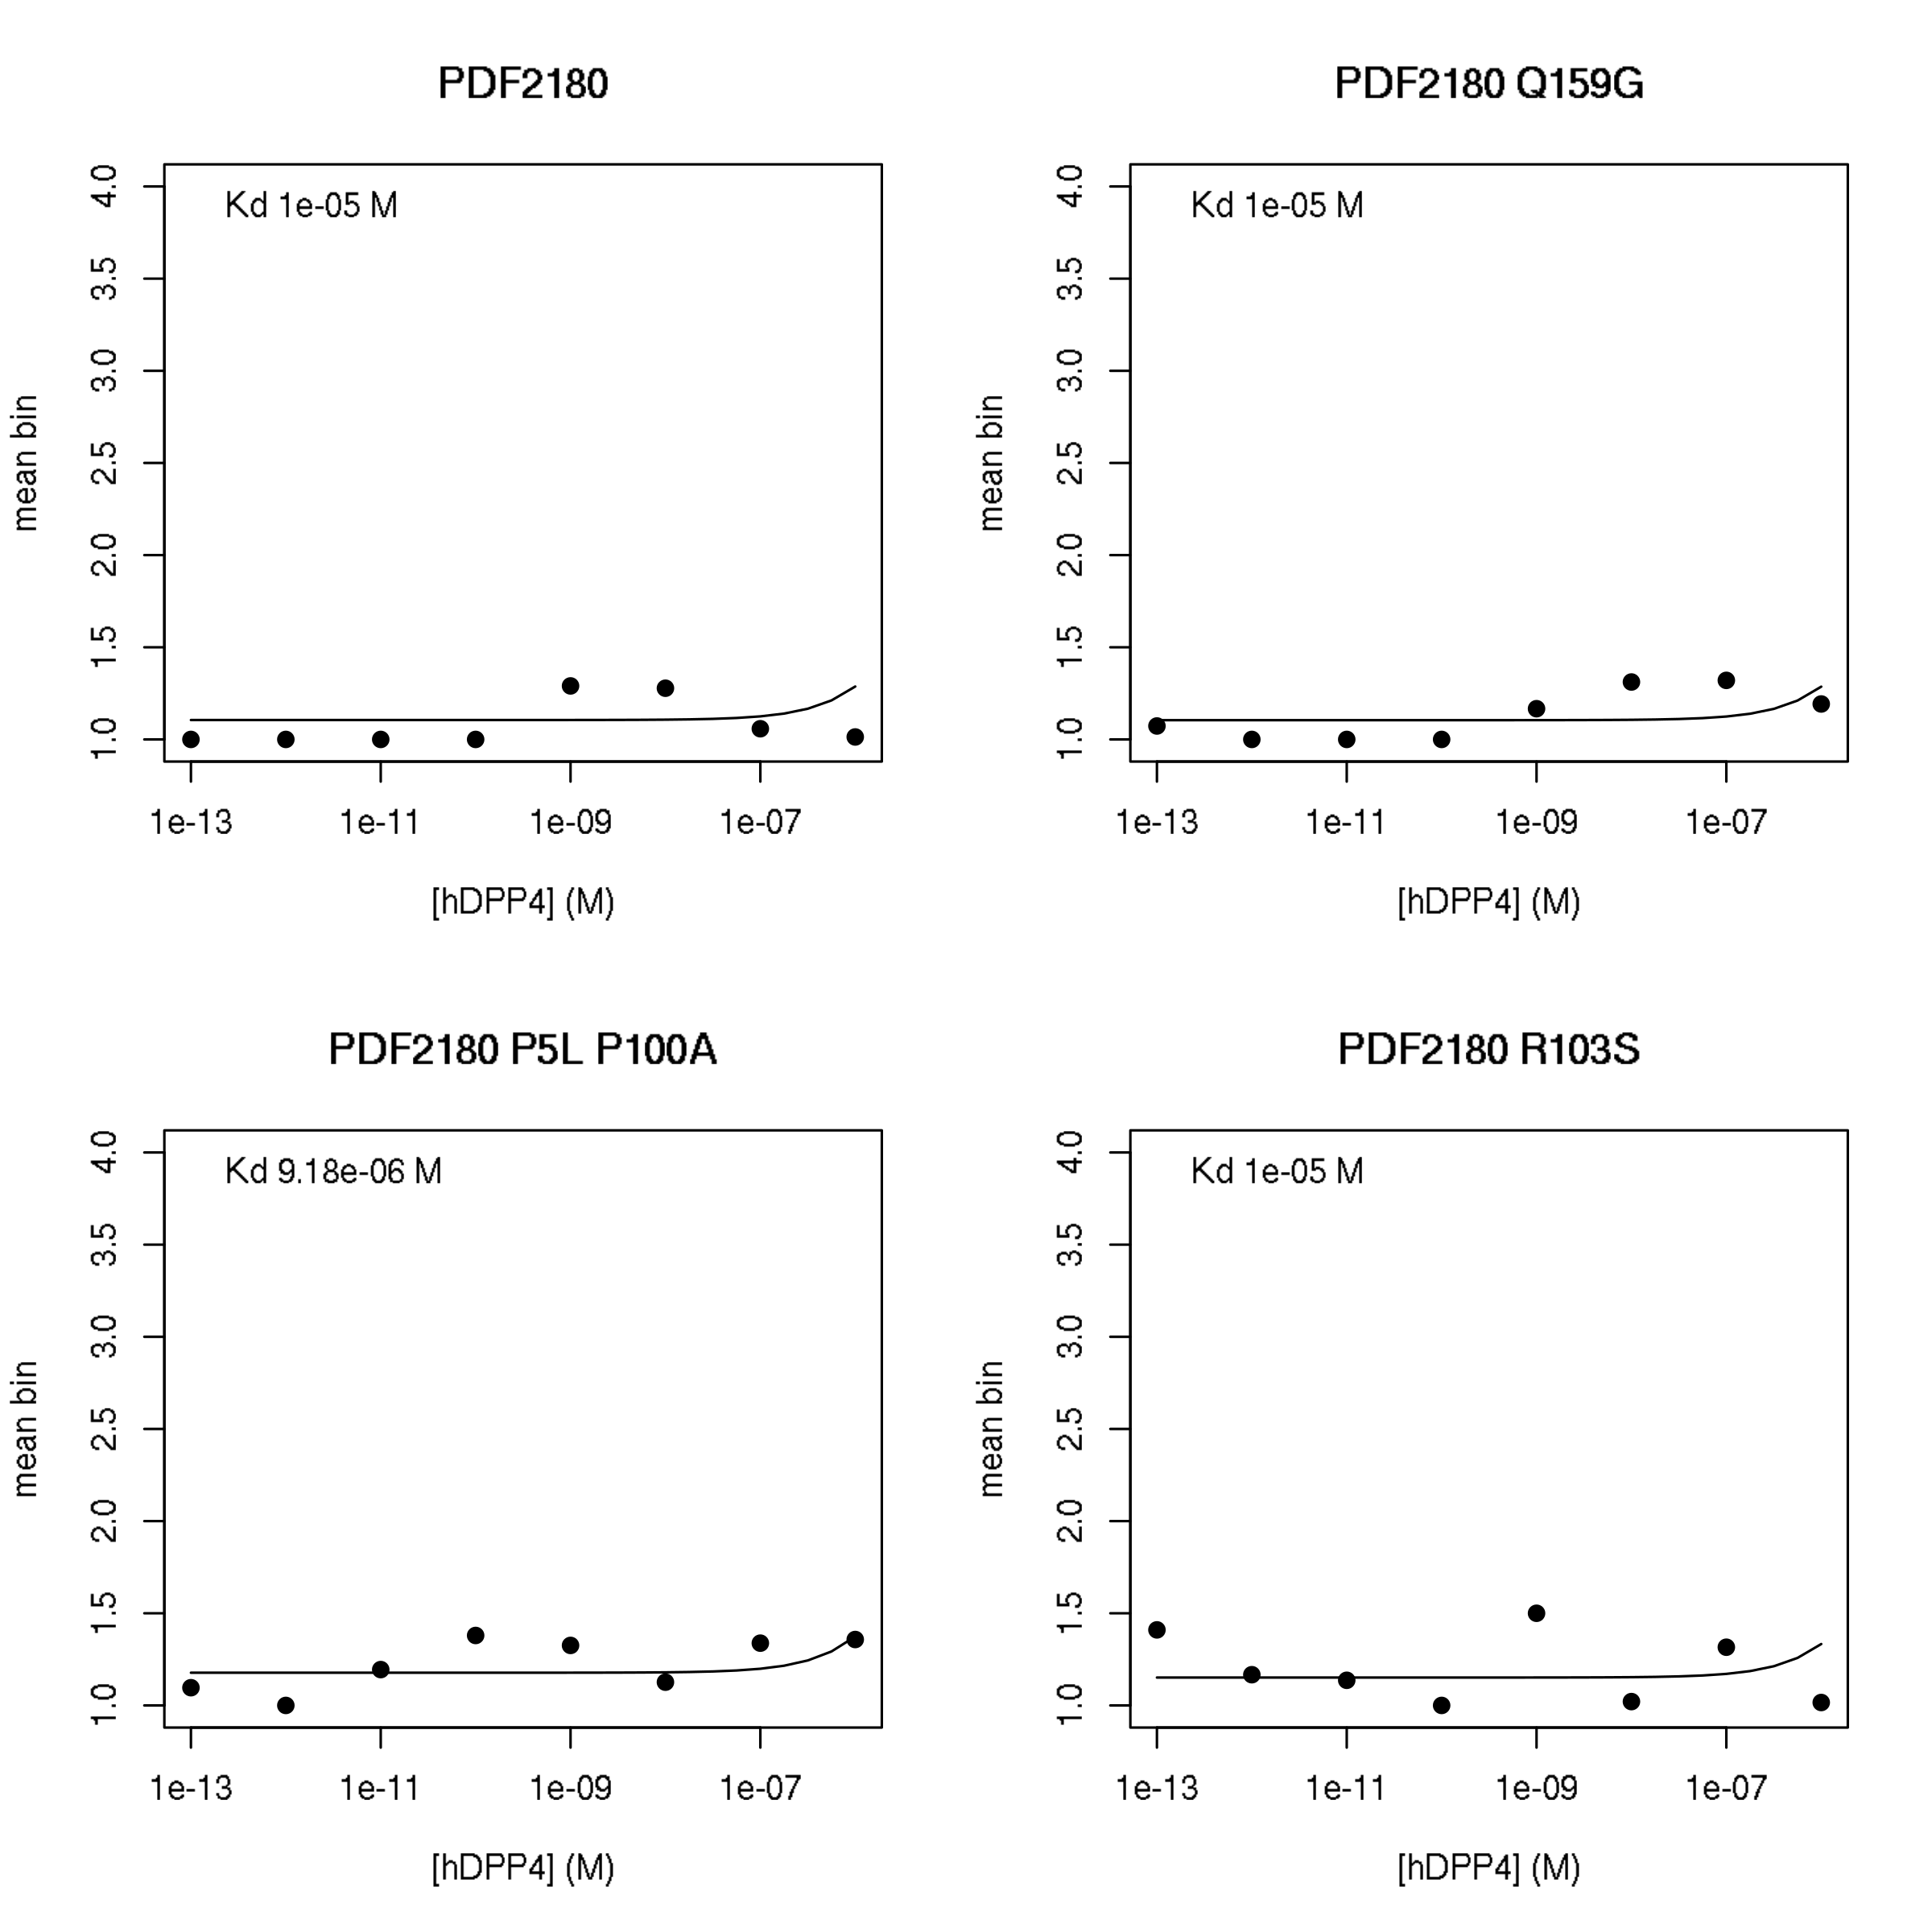 PDF2180
Kd 1e-05 M
4.0
3.5
3.0
2.5
2.0
1.5
1.0
mean bin
1e-13 1e-11 1e-09 1e-07
[hDPP4] (M)
PDF2180 Q159G
Kd 1e-05 M
4.0
3.5
3.0
2.5
2.0
1.5
1.0
mean bin
1e-13 1e-11 1e-09 1e-07
[hDPP4] (M)
PDF2180 P5L P100A
Kd 9.18e-06 M
4.0
3.5
3.0
2.5
2.0
1.5
1.0
mean bin
1e-13 1e-11 1e-09 1e-07
[hDPP4] (M)
PDF2180 R103S
Kd 1e-05 M
4.0
3.5
3.0
2.5
2.0
1.5
1.0
mean bin
1e-13 1e-11 1e-09 1e-07
[hDPP4] (M)